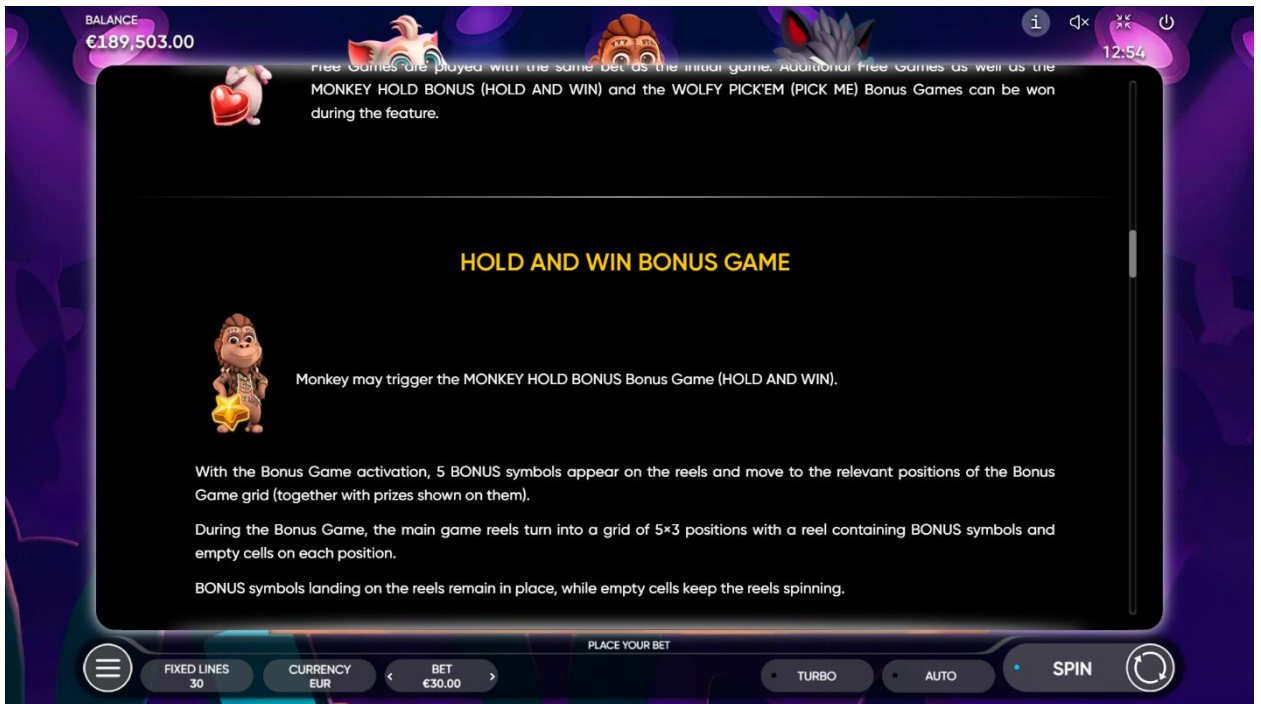 BALANCE
€189,503.00
12:54
Free Games are played with the same bet as the initial game. Additional Free Games as well as the
MONKEY HOLD BONUS (HOLD AND WIN) and the WOLFY PICK'EM (PICK ME) Bonus Games can be won
during the feature.
HOLD AND WIN BONUS GAME
Monkey may trigger the MONKEY HOLD BONUS Bonus Game (HOLD AND WIN).
With the Bonus Game activation, 5 BONUS symbols appear on the reels and move to the relevant positions of the Bonus
Game grid (together with prizes shown on them).
During the Bonus Game, the main game reels turn into a grid of 5×3 positions with a reel containing BONUS symbols and
empty cells on each position.
BONUS symbols landing on the reels remain in place, while empty cells keep the reels spinning.
PLACE YOUR BET
FIXED LINES
30
CURRENCY
EUR
BET
€30.00
TURBO
AUTO
SPIN